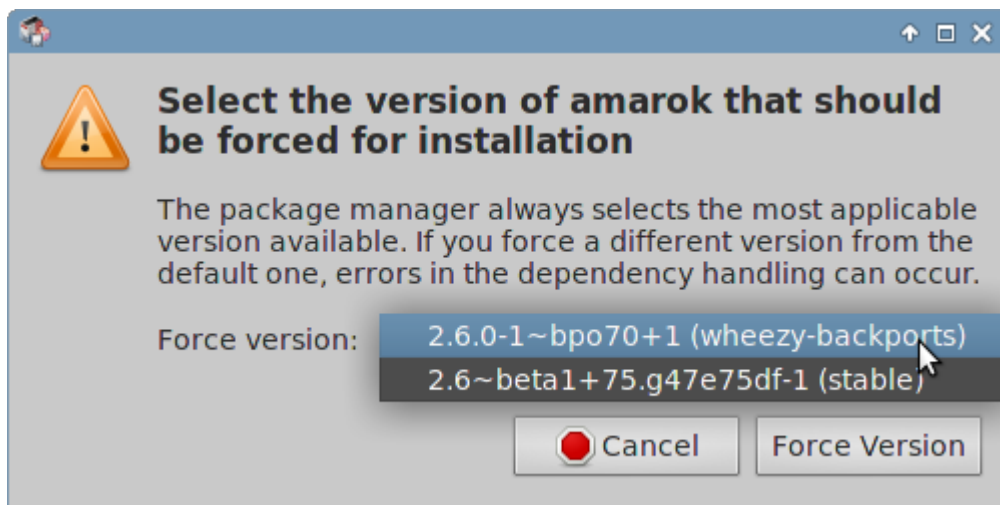 Select the version of amarok that should
be forced for installation
The package manager always selects the most applicable
version available. If you force a different version from the
default one, errors in the dependency handling can occur.
Force version:
2.6.0-1~bpo70+1 (wheezy-backports)
2.6~beta1+75.g47e75df-1 (stable)
Cancel
Force Version